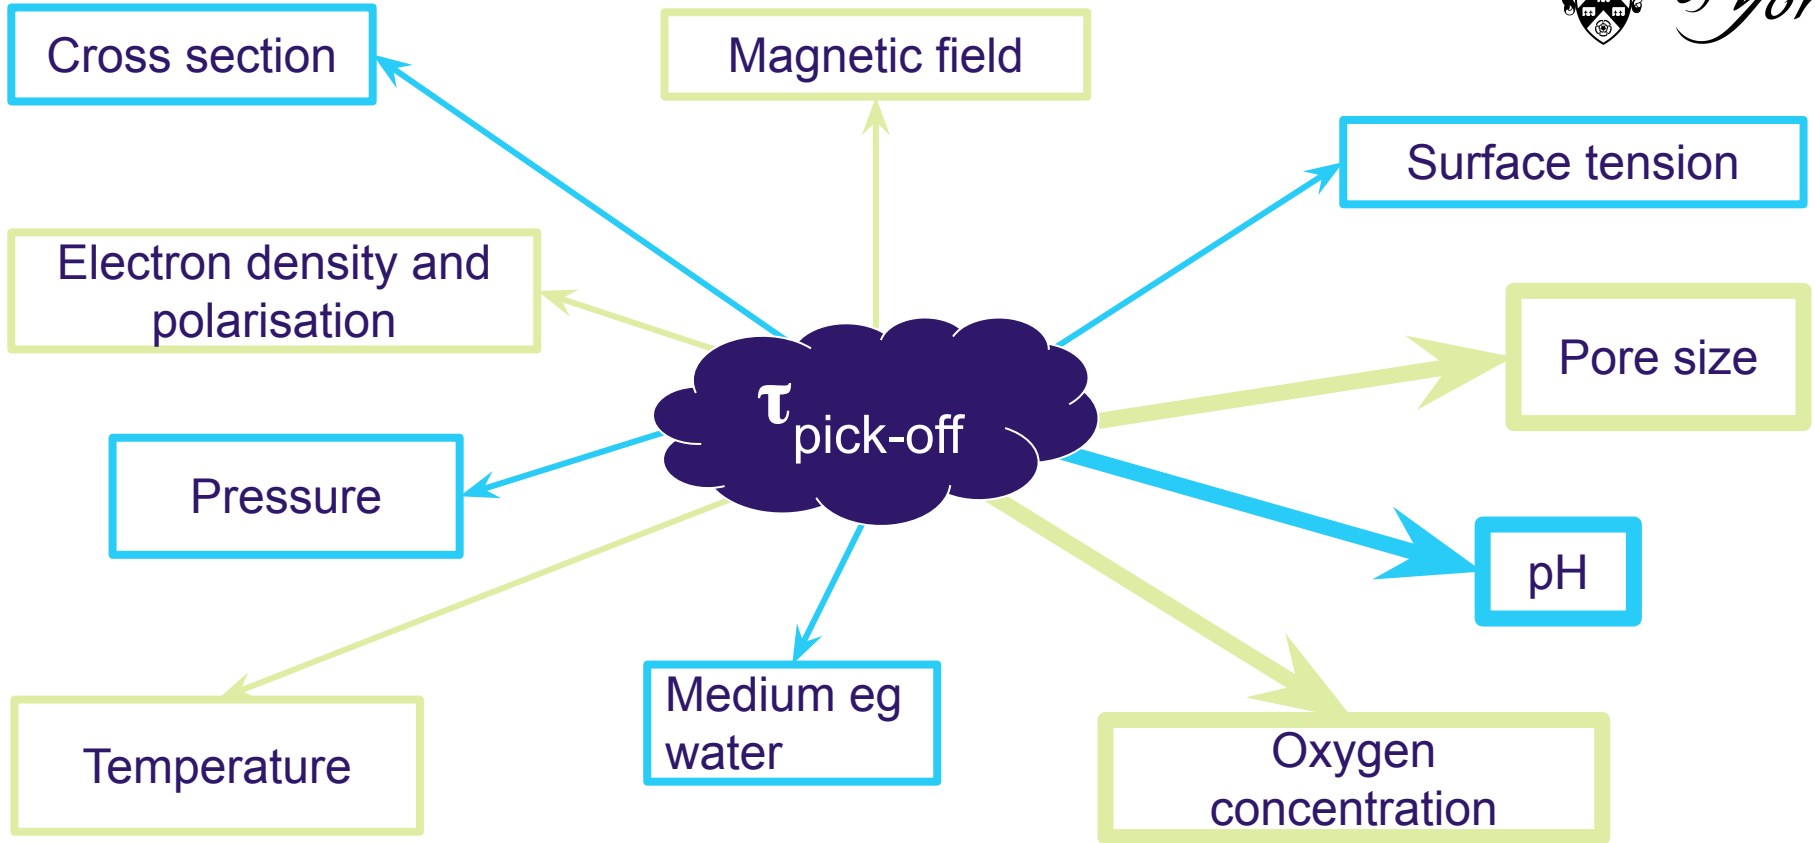 Cross section
Magnetic field
Surface tension
Electron density and
polarisation
Pore size
τpick-off
Pressure
pH
Medium eg
water
Temperature
Oxygen
concentration